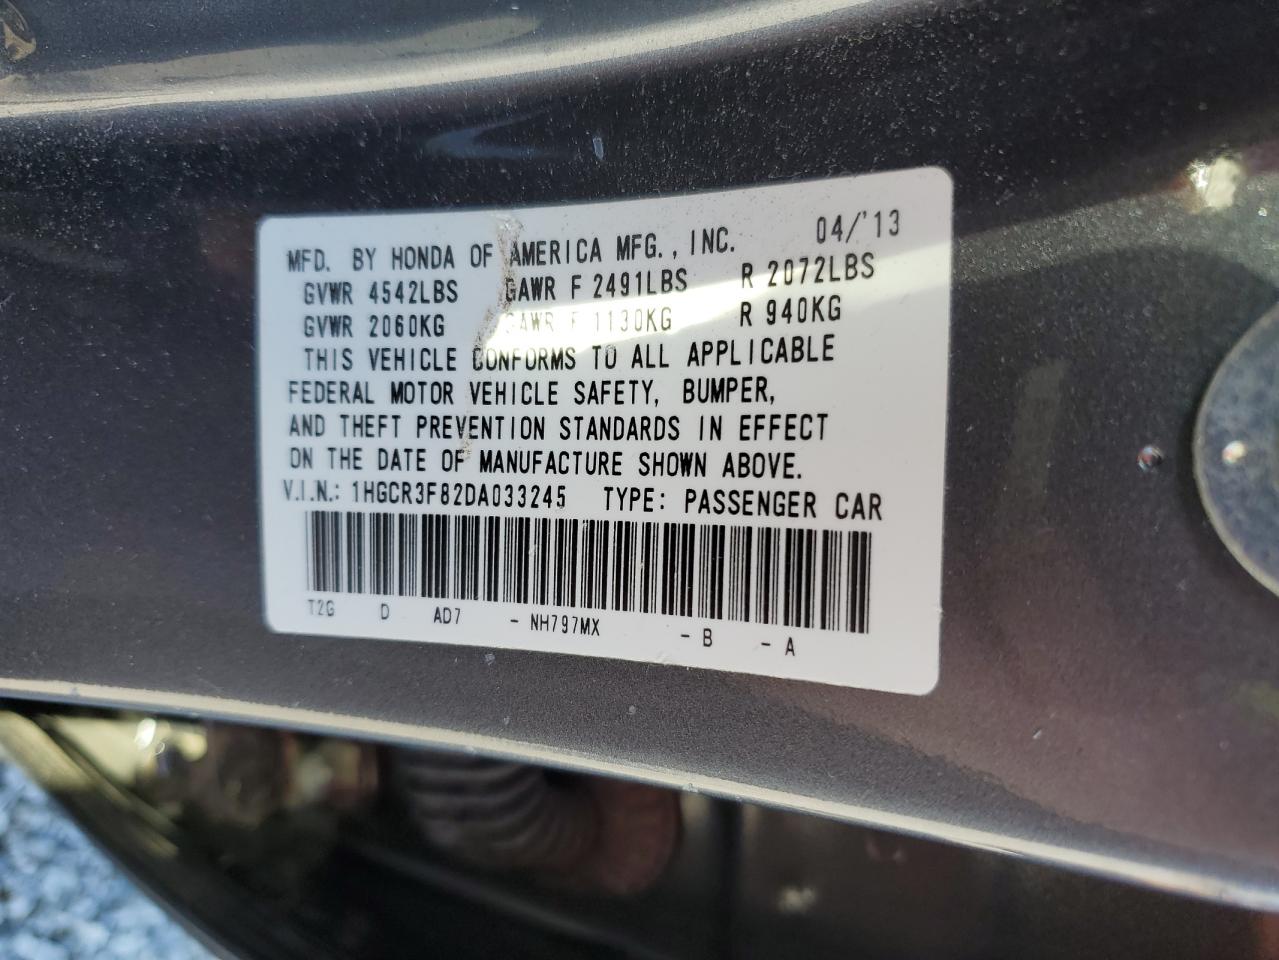 04/'13
MFD. BY HONDA OF AMERICA MFG., INC.
GVWR 4542LBS GAWR F 2491LBS R 2072LBS
GVWR 2060KG GAWR F 1130KG R 940KG
THIS VEHICLE CONFORMS TO ALL APPLICABLE
FEDERAL MOTOR VEHICLE SAFETY, BUMPER,
AND THEFT PREVENTION STANDARDS IN EFFECT
ON THE DATE OF MANUFACTURE SHOWN ABOVE.
V.I.N.: 1HGCR3F82DA033245 TYPE: PASSENGER CAR
T2G D AD7 - NH797MX - B - A